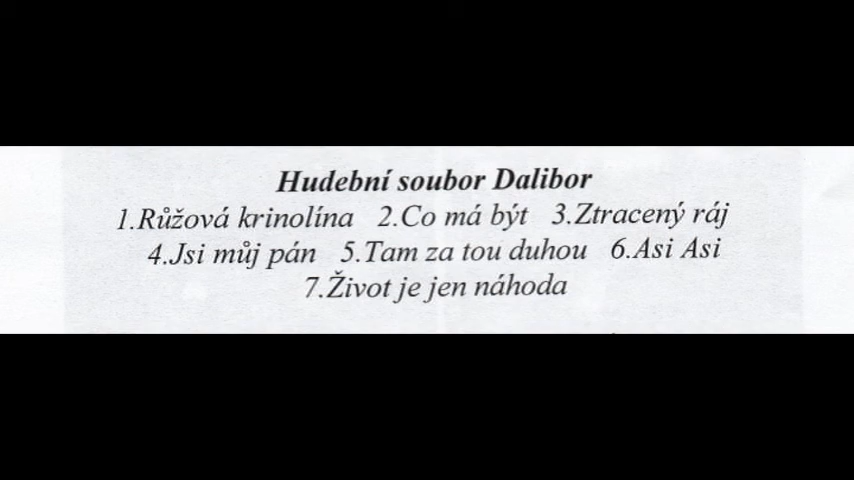 Hudební soubor Dalibor
1.Růžová krinolína 2.Co má být 3.Ztracený ráj
4.Jsi můj pán 5.Tam za tou duhou 6.Asi Asi
7.Život je jen náhoda